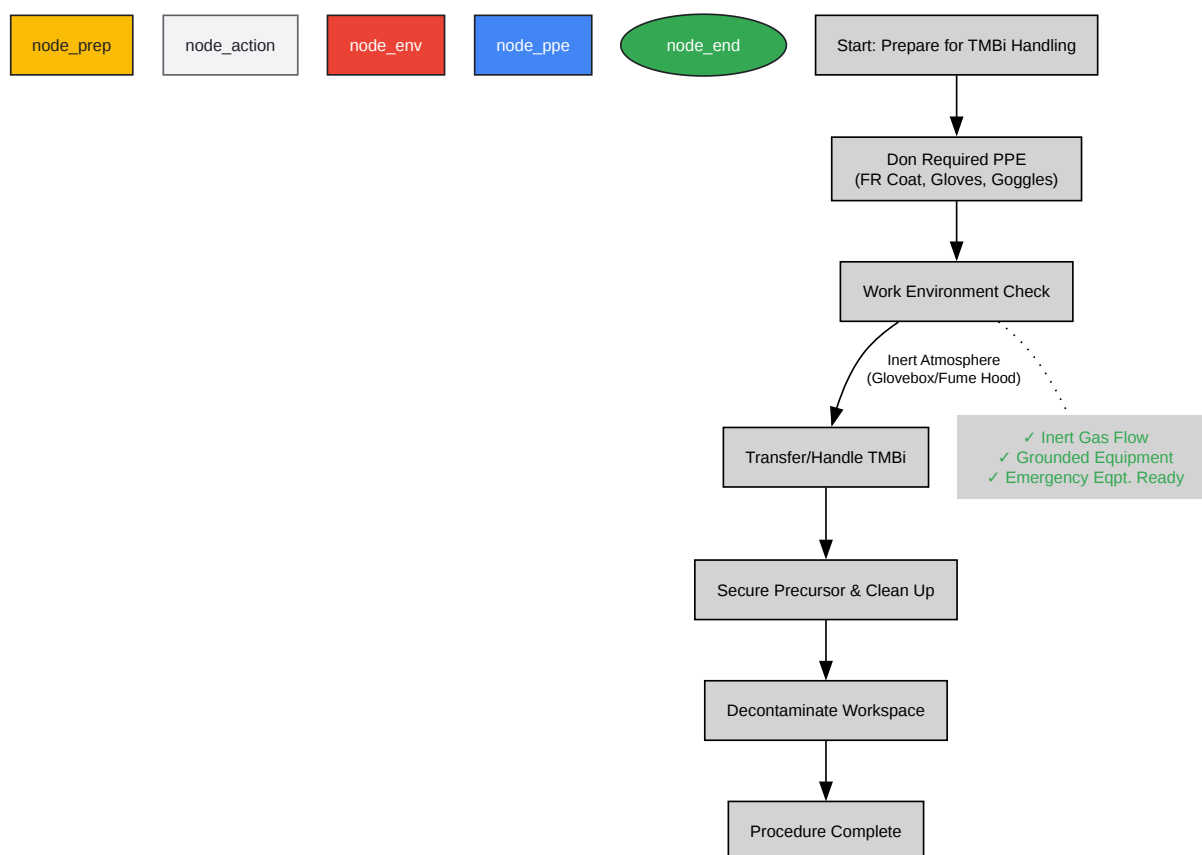 node_prep
node_action
node_env
node_ppe
node_end
Start: Prepare for TMBi Handling
Don Required PPE
(FR Coat, Gloves, Goggles)
Work Environment Check
Inert Atmosphere
(Glovebox/Fume Hood)
Transfer/Handle TMBi
✓ Inert Gas Flow
✓ Grounded Equipment
✓ Emergency Eqpt. Ready
Secure Precursor & Clean Up
Decontaminate Workspace
Procedure Complete